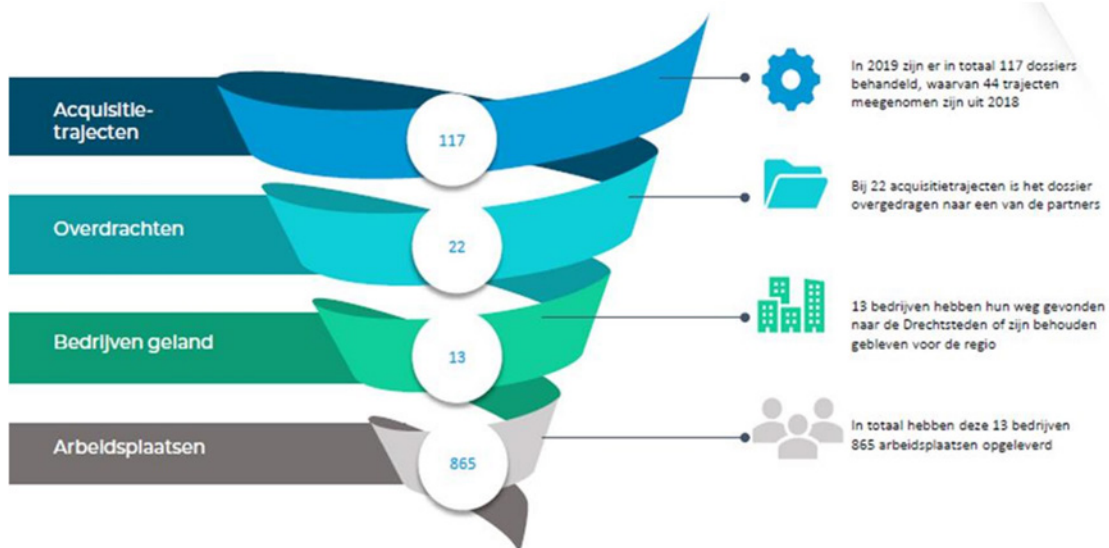 Acquisitie-
trajecten
117
In 2019 zijn er in totaal 117 dossiers
behandeld, waarvan 44 trajecten
meegenomen zijn uit 2018
Overdrachten
22
Bij 22 acquisitietrajecten is het dossier
overgedragen naar een van de partners
Bedrijven geland
13
13 bedrijven hebben hun weg gevonden
naar de Drechtsteden of zijn behouden
gebleven voor de regio
Arbeidsplaatsen
865
In totaal hebben deze 13 bedrijven
865 arbeidsplaatsen opgeleverd